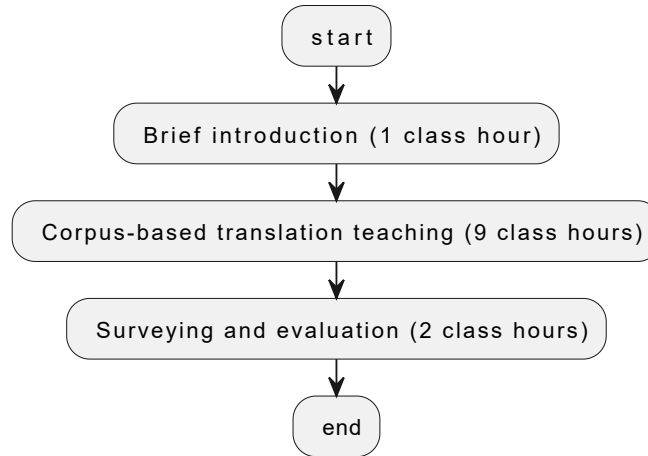 start
Brief introduction (1 class hour)
Corpus-based translation teaching (9 class hours)
Surveying and evaluation (2 class hours)
end